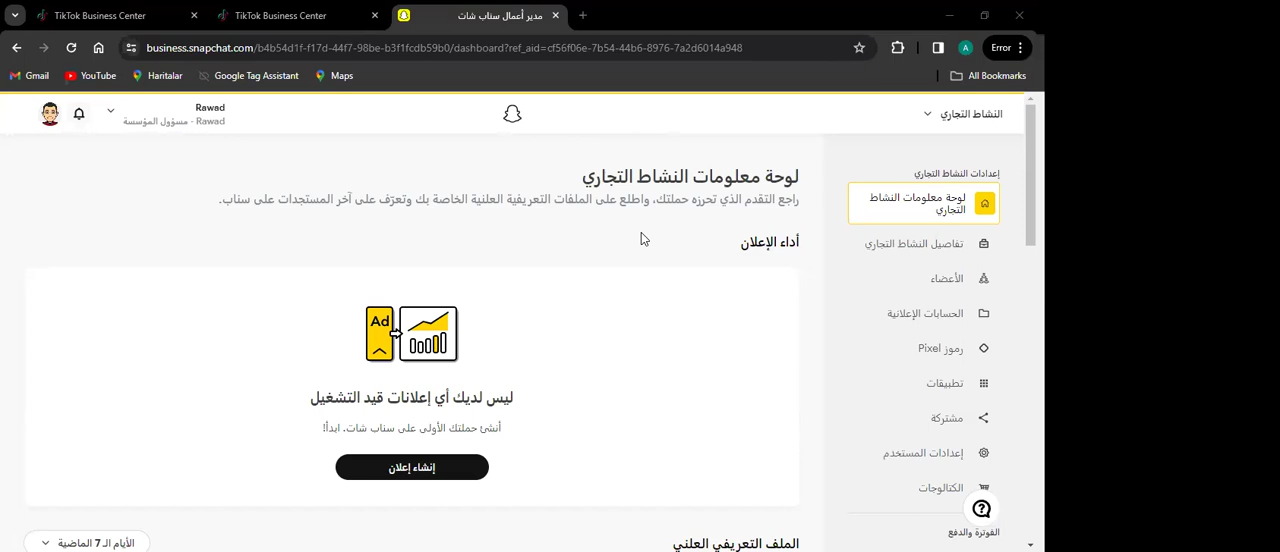 TikTok Business Center
TikTok Business Center
مدير أعمال سناب شات
business.snapchat.com/b4b54d1f-f17d-44f7-98be-b3f1fcdb59b0/dashboard?ref_aid=cf56f06e-7b54-44b6-8976-7a2d6014a948
A
Error
Gmail
YouTube
Haritalar
Google Tag Assistant
Maps
All Bookmarks
Rawad
Rawad - مسؤول المؤسسة
النشاط التجاري
إعدادات النشاط التجاري
لوحة معلومات النشاط
التجاري
تفاصيل النشاط التجاري
الأعضاء
الحسابات الإعلانية
رموز Pixel
تطبيقات
مشتركة
إعدادات المستخدم
الكتالوجات
الفوترة والدفع
لوحة معلومات النشاط التجاري
راجع التقدم الذي تحرزه حملتك، واطلع على الملفات التعريفية العلنية الخاصة بك وتعرّف على آخر المستجدات على سناب.
أداء الإعلان
Ad
ليس لديك أي إعلانات قيد التشغيل
أنشئ حملتك الأولى على سناب شات. ابدأ!
إنشاء إعلان
الملف التعريفي العلني
الأيام الـ 7 الماضية